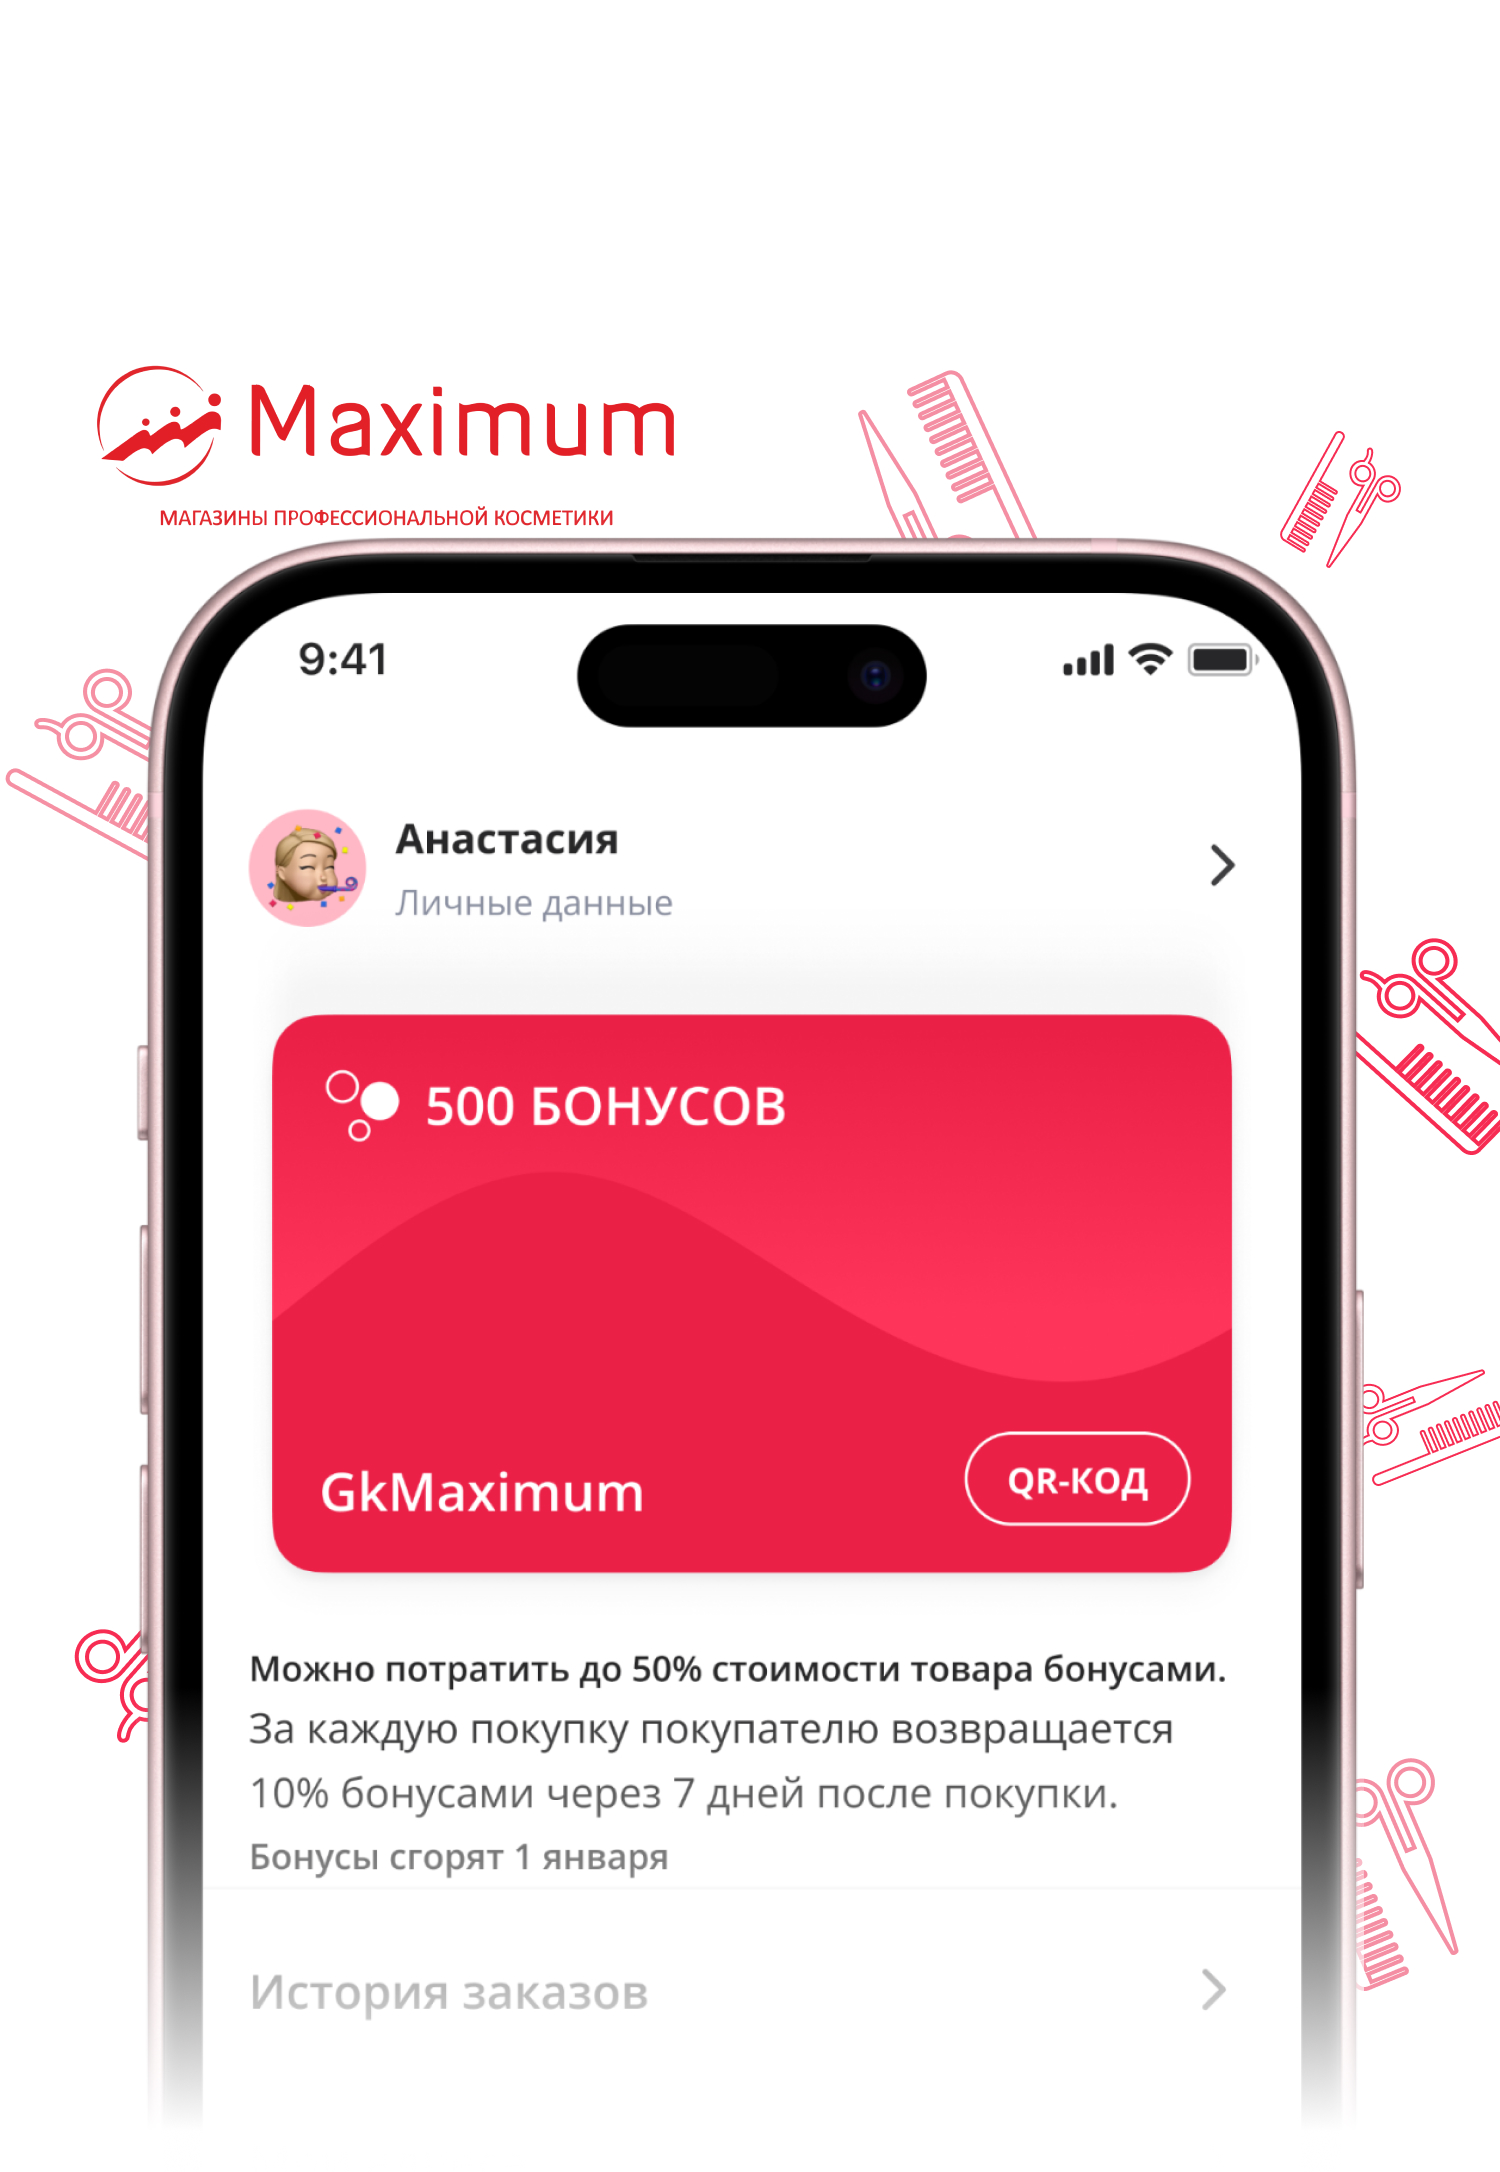 Maximum
МАГАЗИНЫ ПРОФЕССИОНАЛЬНОЙ КОСМЕТИКИ
9:41
Анастасия
Личные данные
500 БОНУСОВ
GkMaximum
QR-КОД
Можно потратить до 50% стоимости товара бонусами.
За каждую покупку покупателю возвращается
10% бонусами через 7 дней после покупки.
Бонусы сгорят 1 января
История заказов